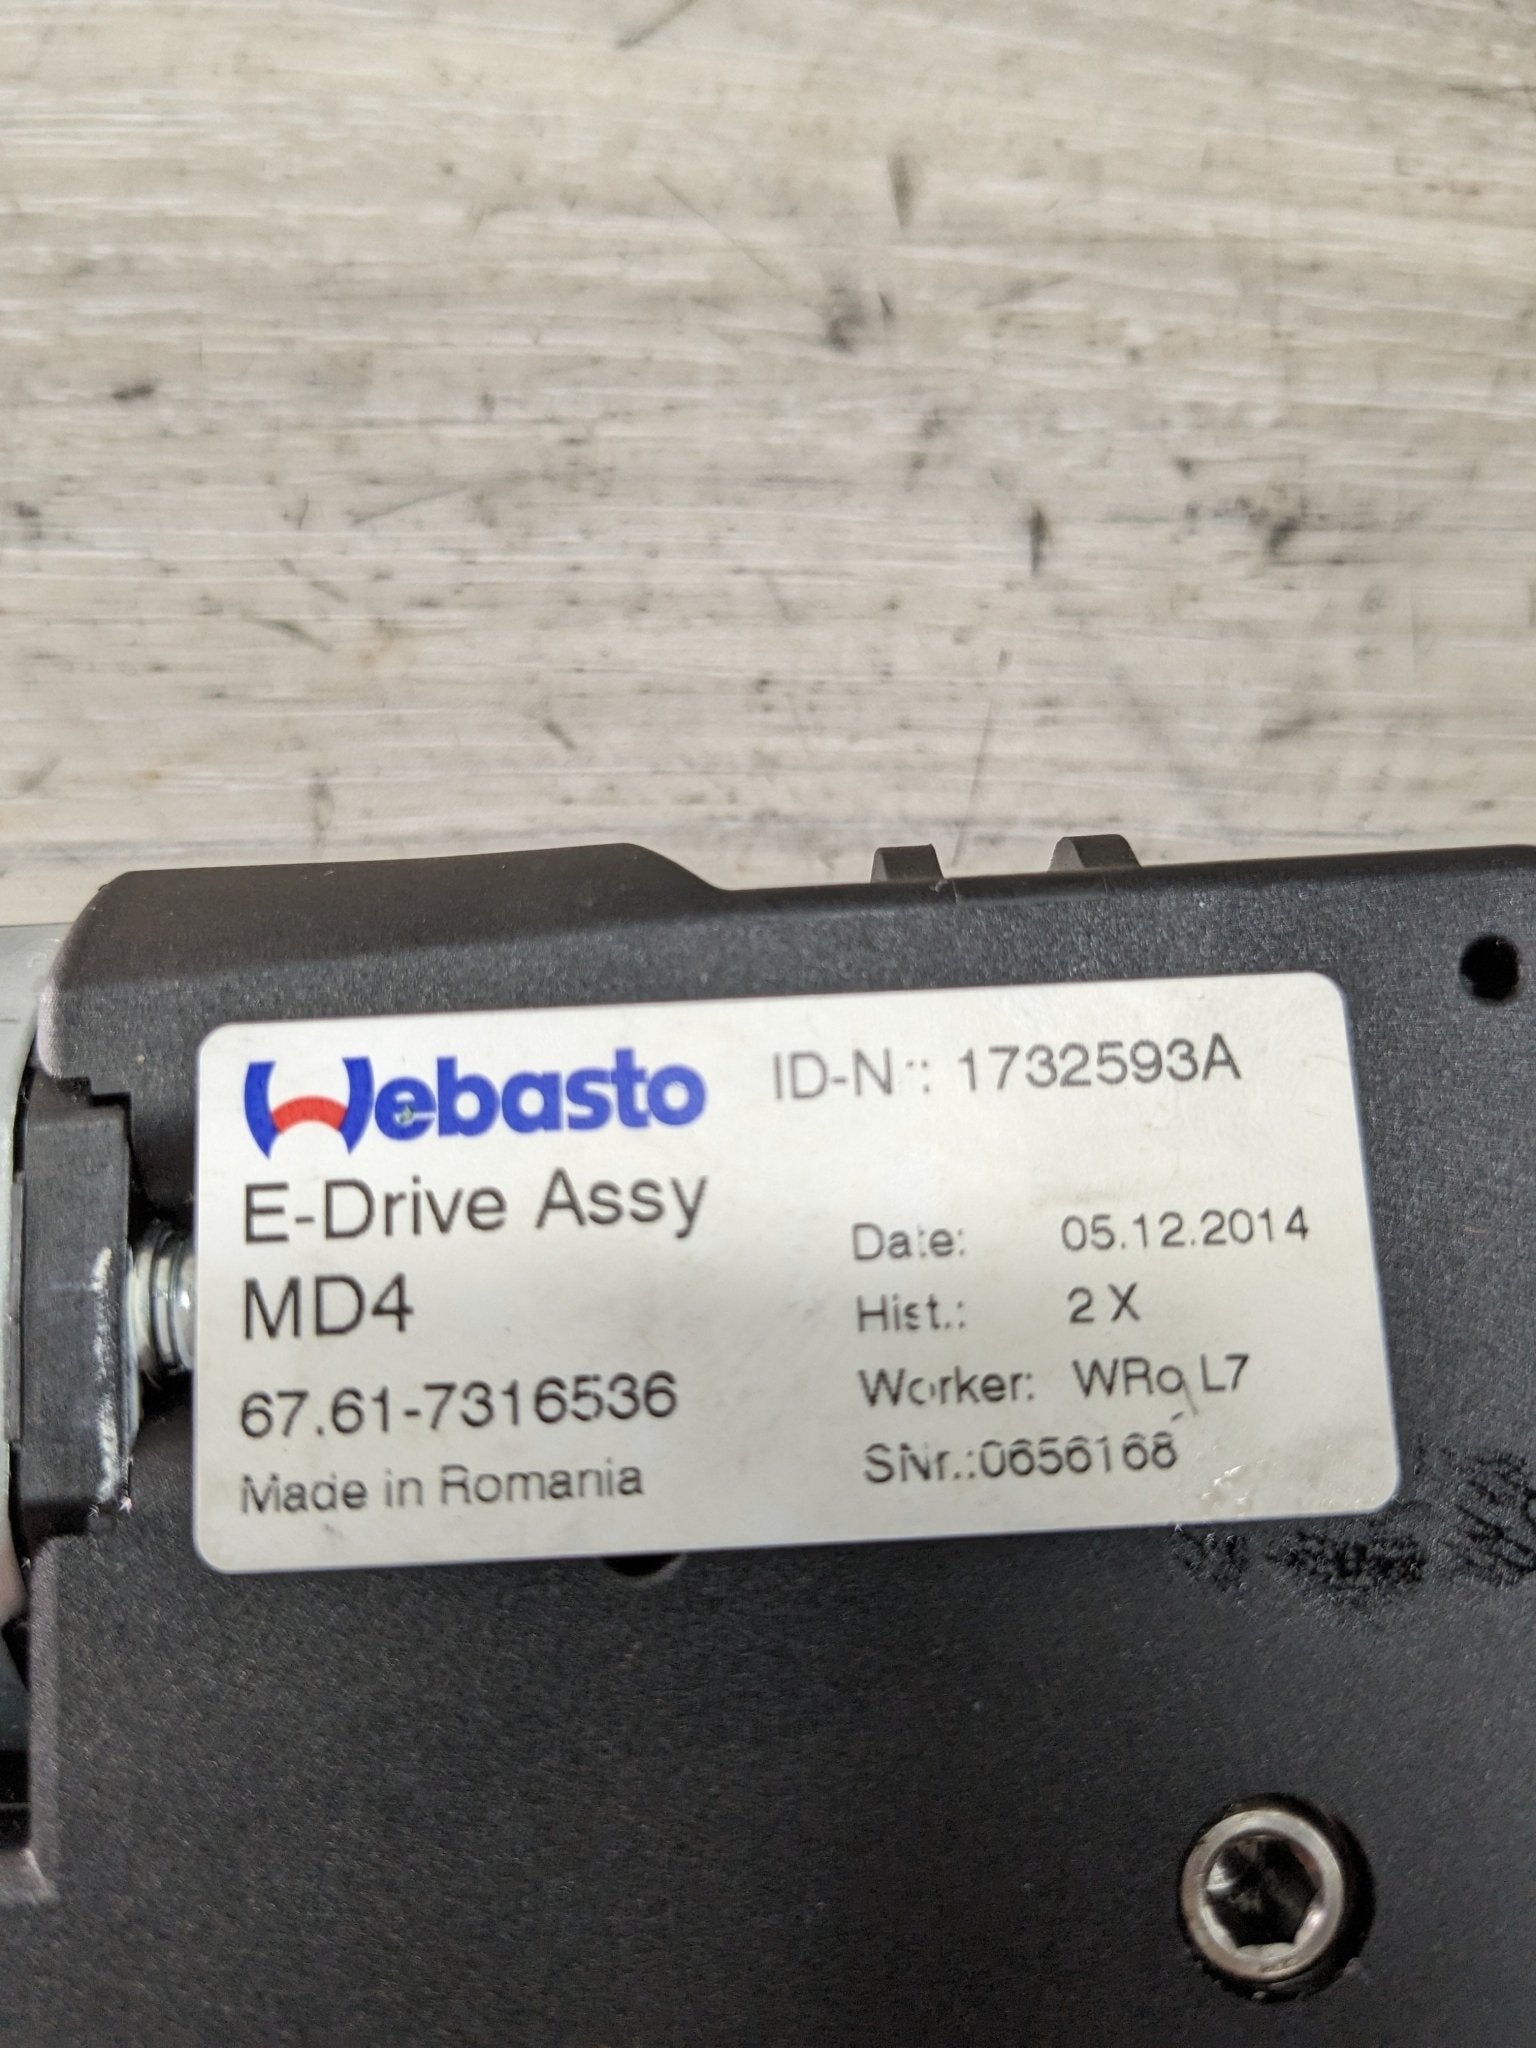 Webasto
ID-Nr.: 1732593A
E-Drive Assy
MD4
67.61-7316536
Made in Romania
Date: 05.12.2014
Hist.: 2 X
Worker: WRo L7
SNr.:0656168